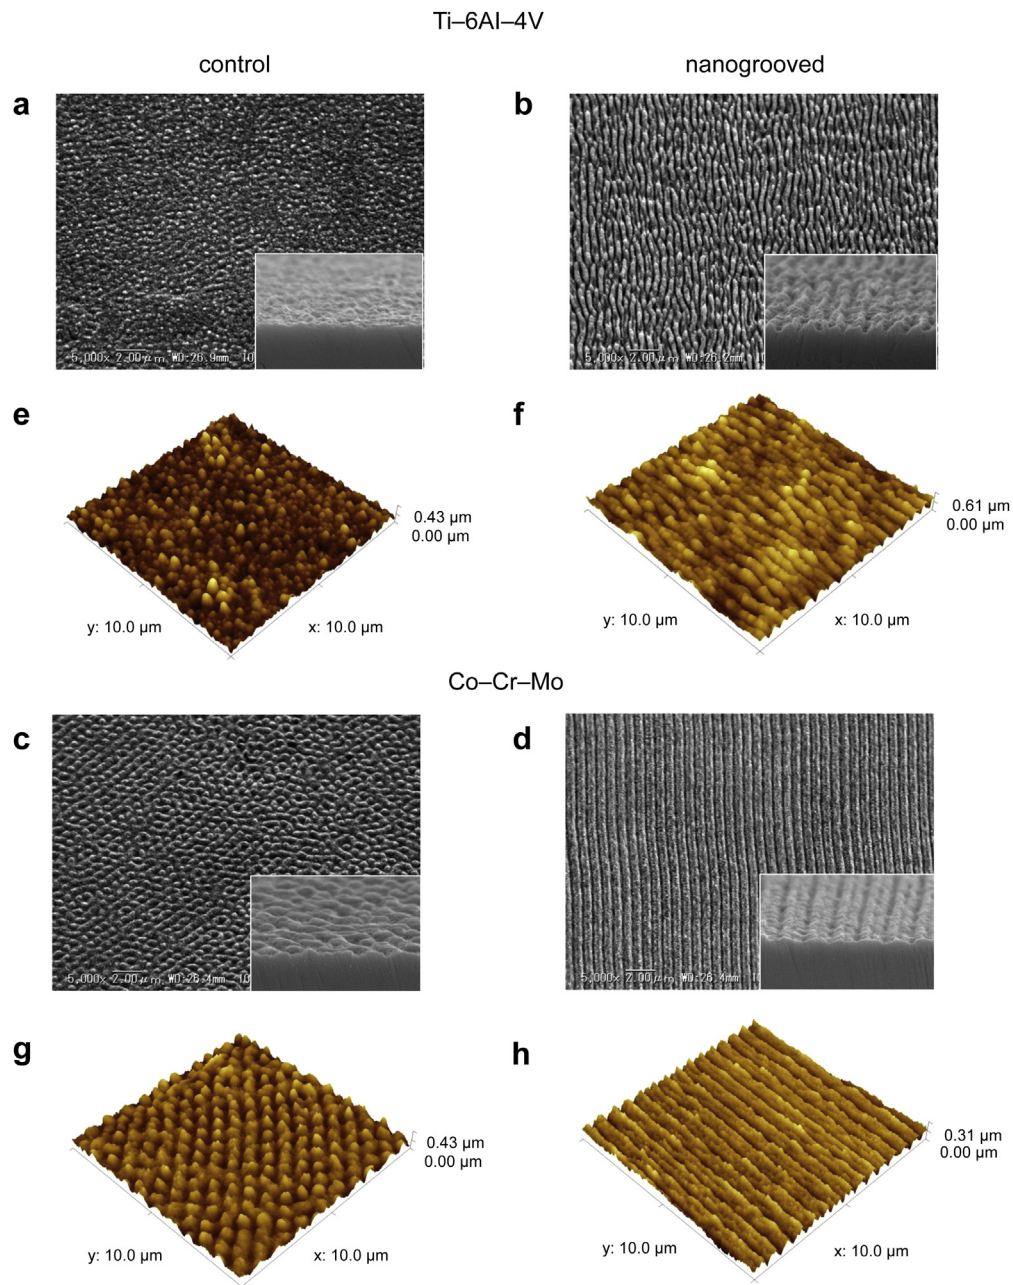 Ti–6Al–4V
control
nanogrooved
a
b
5,000x 2.00μm WD:26.9mm 10
5,000x 2.00μm WD:26.2mm 10
e
f
0.43 μm
0.00 μm
0.61 μm
0.00 μm
y: 10.0 μm
x: 10.0 μm
y: 10.0 μm
x: 10.0 μm
Co–Cr–Mo
c
d
5,000x 2.00μm WD:26.4mm 10
5,000x 2.00μm WD:26.4mm 1
g
h
0.43 μm
0.00 μm
0.31 μm
0.00 μm
y: 10.0 μm
x: 10.0 μm
y: 10.0 μm
x: 10.0 μm